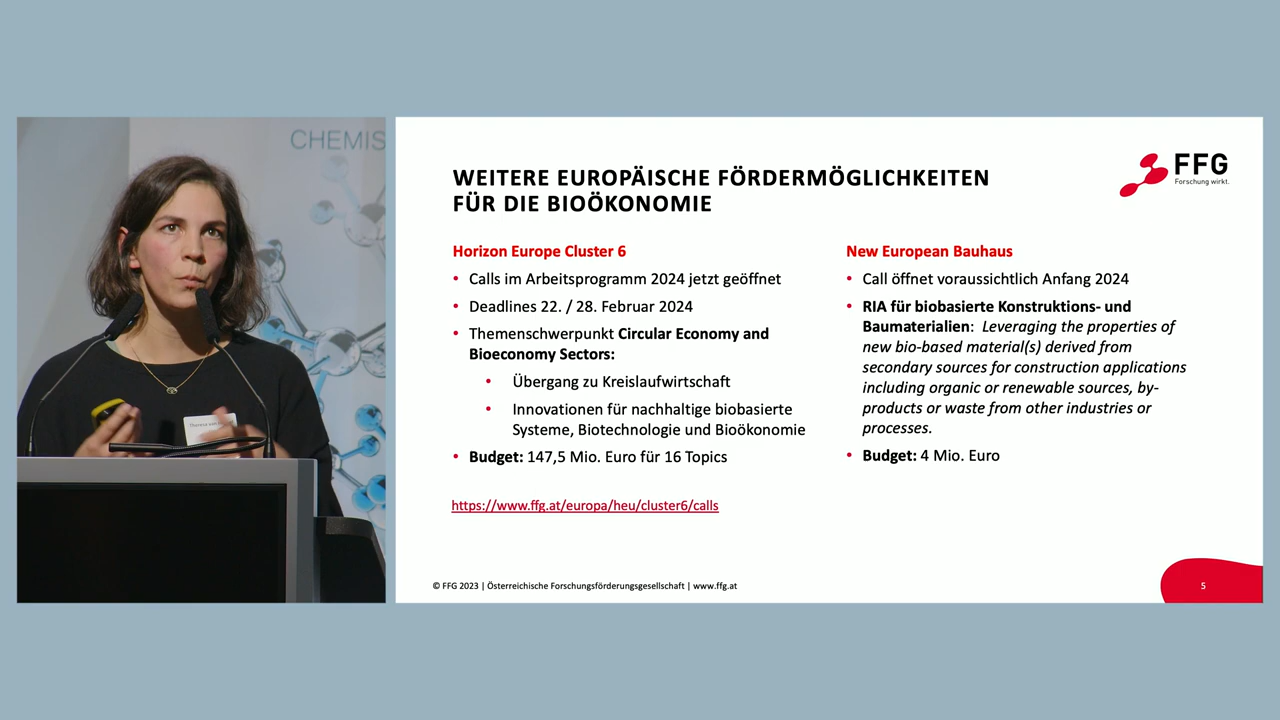 CHEMIS
WEITERE EUROPÄISCHE FÖRDERMÖGLICHKEITEN
FÜR DIE BIOÖKONOMIE
FFG
Forschung wirkt.
Horizon Europe Cluster 6
• Calls im Arbeitsprogramm 2024 jetzt geöffnet
• Deadlines 22. / 28. Februar 2024
• Themenschwerpunkt Circular Economy and
Bioeconomy Sectors:
• Übergang zu Kreislaufwirtschaft
• Innovationen für nachhaltige biobasierte
Systeme, Biotechnologie und Bioökonomie
• Budget: 147,5 Mio. Euro für 16 Topics
https://www.ffg.at/europa/heu/cluster6/calls
New European Bauhaus
• Call öffnet voraussichtlich Anfang 2024
• RIA für biobasierte Konstruktions- und
Baumaterialien: Leveraging the properties of
new bio-based material(s) derived from
secondary sources for construction applications
including organic or renewable sources, by-
products or waste from other industries or
processes.
• Budget: 4 Mio. Euro
© FFG 2023 | Österreichische Forschungsförderungsgesellschaft | www.ffg.at
5